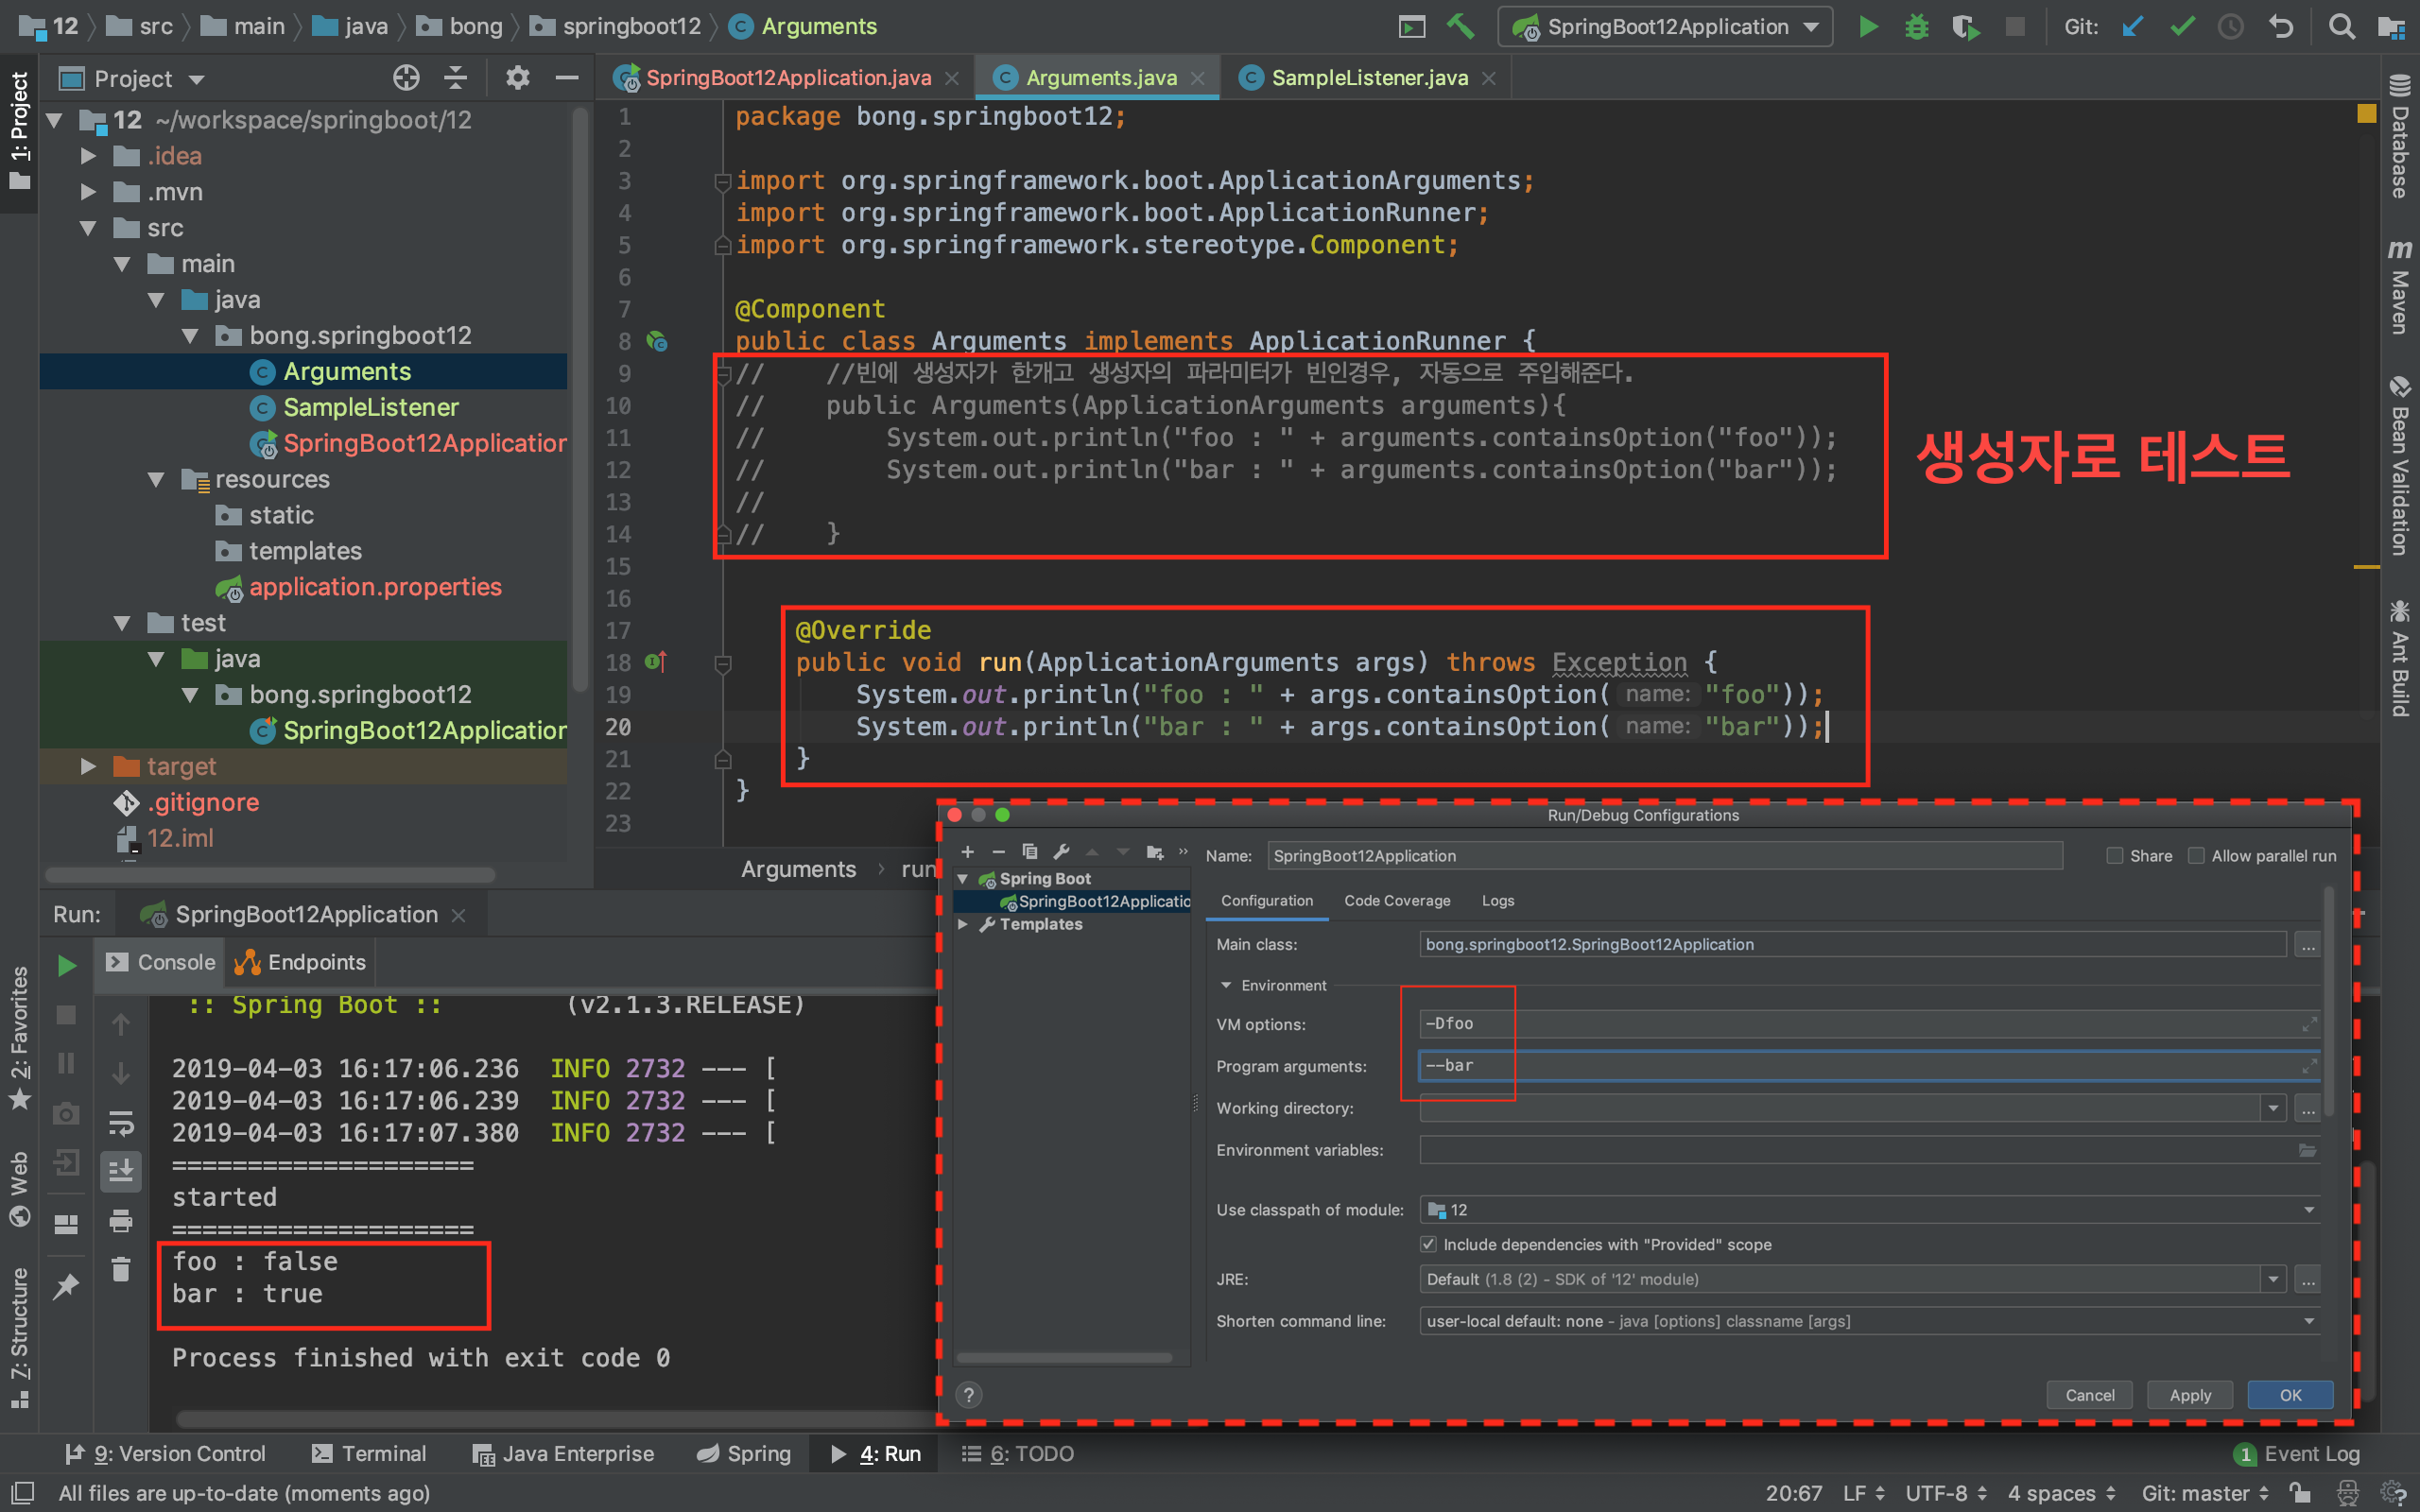 12 src main java bong springboot12 Arguments
SpringBoot12Application Git:
Project
SpringBoot12Application.java Arguments.java SampleListener.java
1: Project
2: Favorites
Web
7: Structure
12 ~/workspace/springboot/12
.idea
.mvn
src
main
java
bong.springboot12
Arguments
SampleListener
SpringBoot12Application
resources
static
templates
application.properties
test
java
bong.springboot12
SpringBoot12Application
target
.gitignore
12.iml
1 package bong.springboot12;
2
3 import org.springframework.boot.ApplicationArguments;
4 import org.springframework.boot.ApplicationRunner;
5 import org.springframework.stereotype.Component;
6
7 @Component
8 public class Arguments implements ApplicationRunner {
9 // //빈에 생성자가 한개고 생성자의 파라미터가 빈인경우, 자동으로 주입해준다.
10 // public Arguments(ApplicationArguments arguments){
11 // System.out.println("foo : " + arguments.containsOption("foo"));
12 // System.out.println("bar : " + arguments.containsOption("bar"));
13 //
14 // }
15
16
17 @Override
18 public void run(ApplicationArguments args) throws Exception {
19 System.out.println("foo : " + args.containsOption( name: "foo"));
20 System.out.println("bar : " + args.containsOption( name: "bar"));
21 }
22 }
23
생성자로 테스트
Arguments › run
Database
Maven
Bean Validation
Ant Build
Run: SpringBoot12Application
Console Endpoints
:: Spring Boot :: (v2.1.3.RELEASE)
2019-04-03 16:17:06.236 INFO 2732 --- [
2019-04-03 16:17:06.239 INFO 2732 --- [
2019-04-03 16:17:07.380 INFO 2732 --- [
====================
started
====================
foo : false
bar : true
Process finished with exit code 0
Run/Debug Configurations
Name: SpringBoot12Application Share Allow parallel run
Spring Boot
SpringBoot12Applicatio
Templates
Configuration Code Coverage Logs
Main class: bong.springboot12.SpringBoot12Application ...
Environment
VM options: -Dfoo
Program arguments: --bar
Working directory: ...
Environment variables:
Use classpath of module: 12
Include dependencies with "Provided" scope
JRE: Default (1.8 (2) - SDK of '12' module) ...
Shorten command line: user-local default: none - java [options] classname [args]
? Cancel Apply OK
9: Version Control Terminal Java Enterprise Spring 4: Run 6: TODO 1 Event Log
All files are up-to-date (moments ago) 20:67 LF UTF-8 4 spaces Git: master